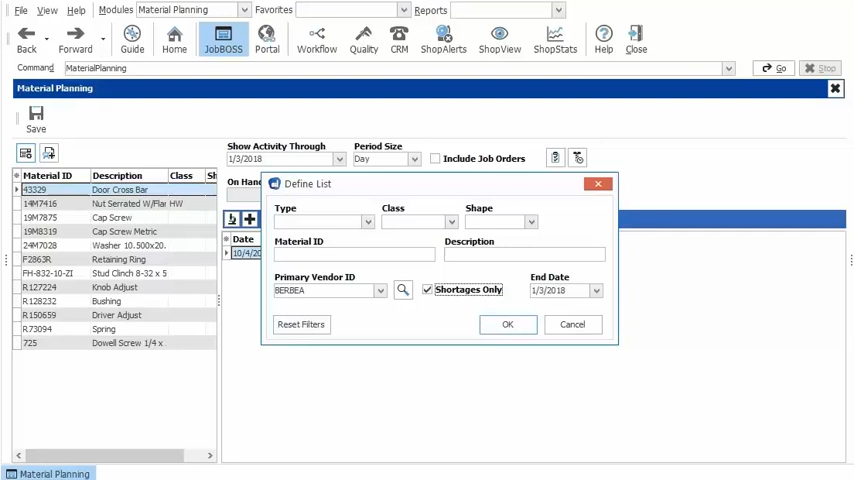 File View Help Modules Material Planning Favorites Reports
Back Forward Guide Home JobBOSS Portal Workflow Quality CRM ShopAlerts ShopView ShopStats Help Close
Command MaterialPlanning Go Stop
Material Planning
Save
Show Activity Through Period Size
1/3/2018 Day Include Job Orders
Material ID Description Class Sh
On Hand
43329 Door Cross Bar
14M7416 Nut Serrated W/Flar HW
19M7875 Cap Screw
19M8319 Cap Screw Metric
24M7028 Washer 10.500x20.
F2863R Retaining Ring
FH-832-10-ZI Stud Clinch 8-32 x 5
R127224 Knob Adjust
R128232 Bushing
R150659 Driver Adjust
R73094 Spring
725 Dowell Screw 1/4 x
Date
10/4/20
Define List
Type Class Shape
Material ID Description
Primary Vendor ID
BERBEA Shortages Only
End Date
1/3/2018
Reset Filters OK Cancel
Material Planning